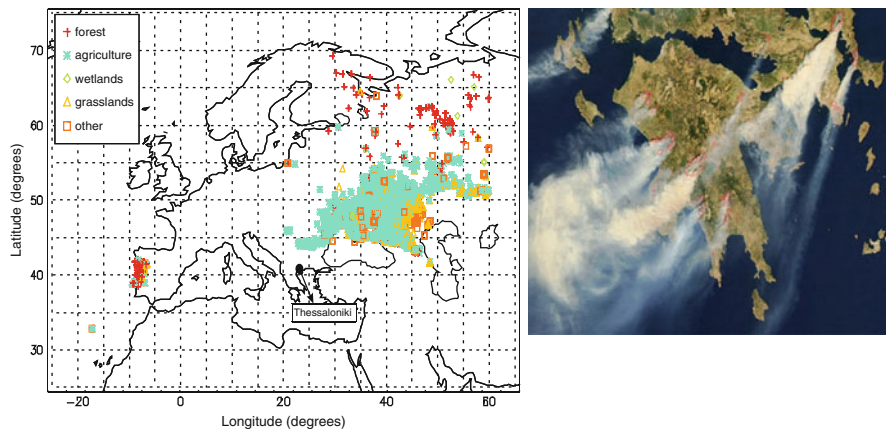 forest
agriculture
wetlands
grasslands
other
70
60
50
40
30
Latitude (degrees)
Thessaloniki
-20 0 20 40 60
Longitude (degrees)